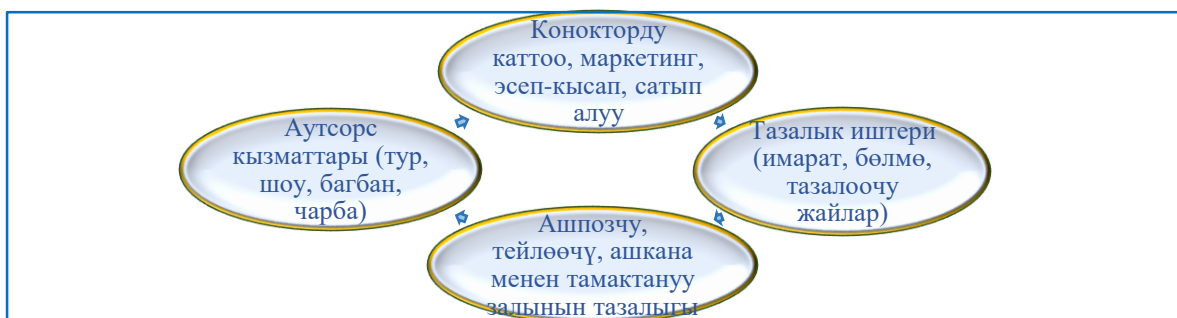 Конокторду
каттоо, маркетинг,
эсеп-кысап, сатып
алуу
Аутсорс
кызматтары (тур,
шоу, багбан,
чарба)
Тазалык иштери
(имарат, бөлмө,
тазалоочу
жайлар)
Ашпозчу,
тейлөөчү, ашкана
менен тамактануу
залынын тазалыгы